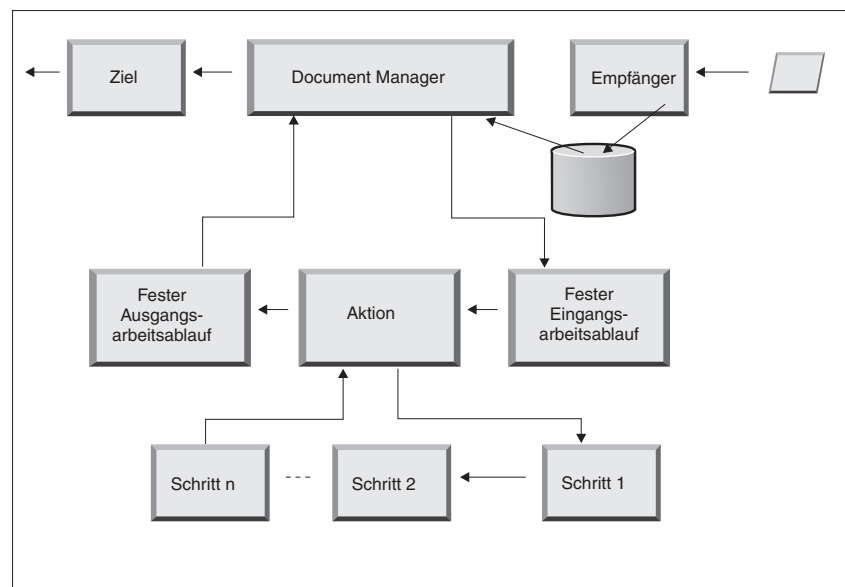 Ziel
Document Manager
Empfänger
Fester
Ausgangs-
arbeitsablauf
Aktion
Fester
Eingangs-
arbeitsablauf
Schritt n
Schritt 2
Schritt 1